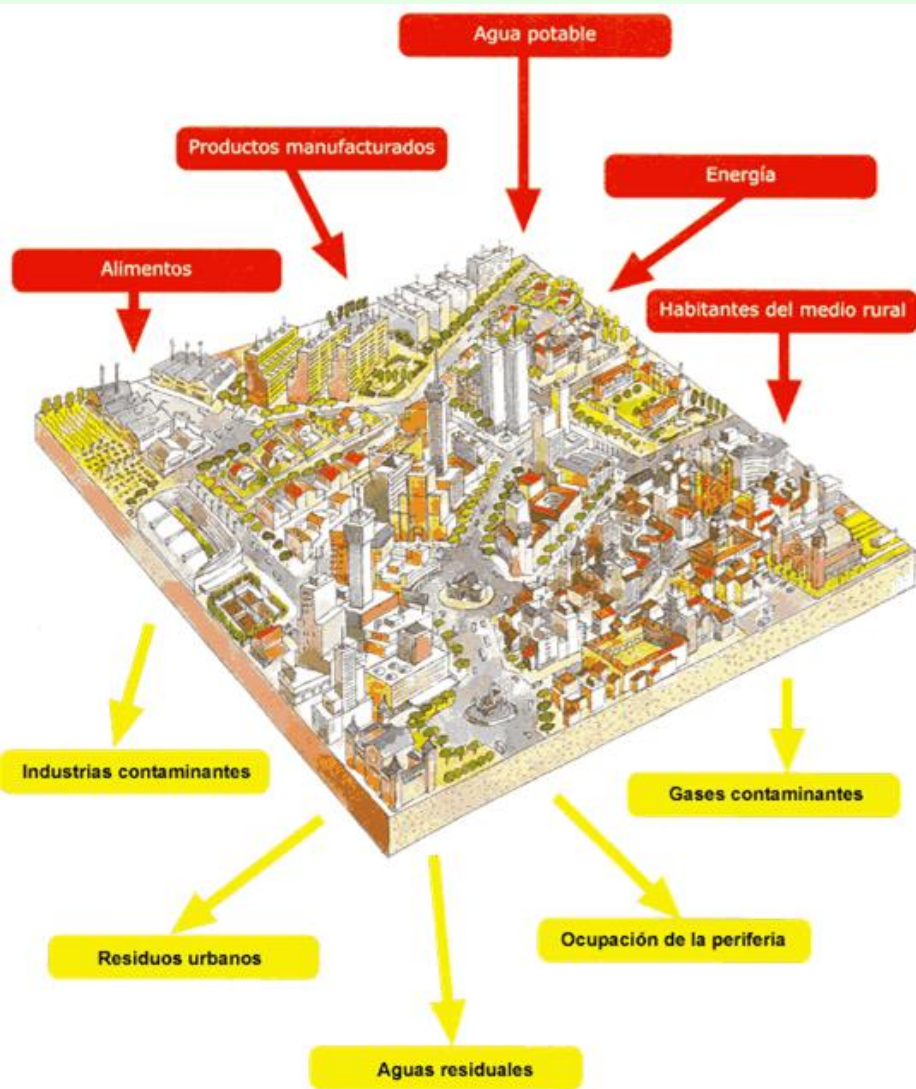 Agua potable
Productos manufacturados
Energía
Alimentos
Habitantes del medio rural
Industrias contaminantes
Gases contaminantes
Residuos urbanos
Ocupación de la periferia
Aguas residuales